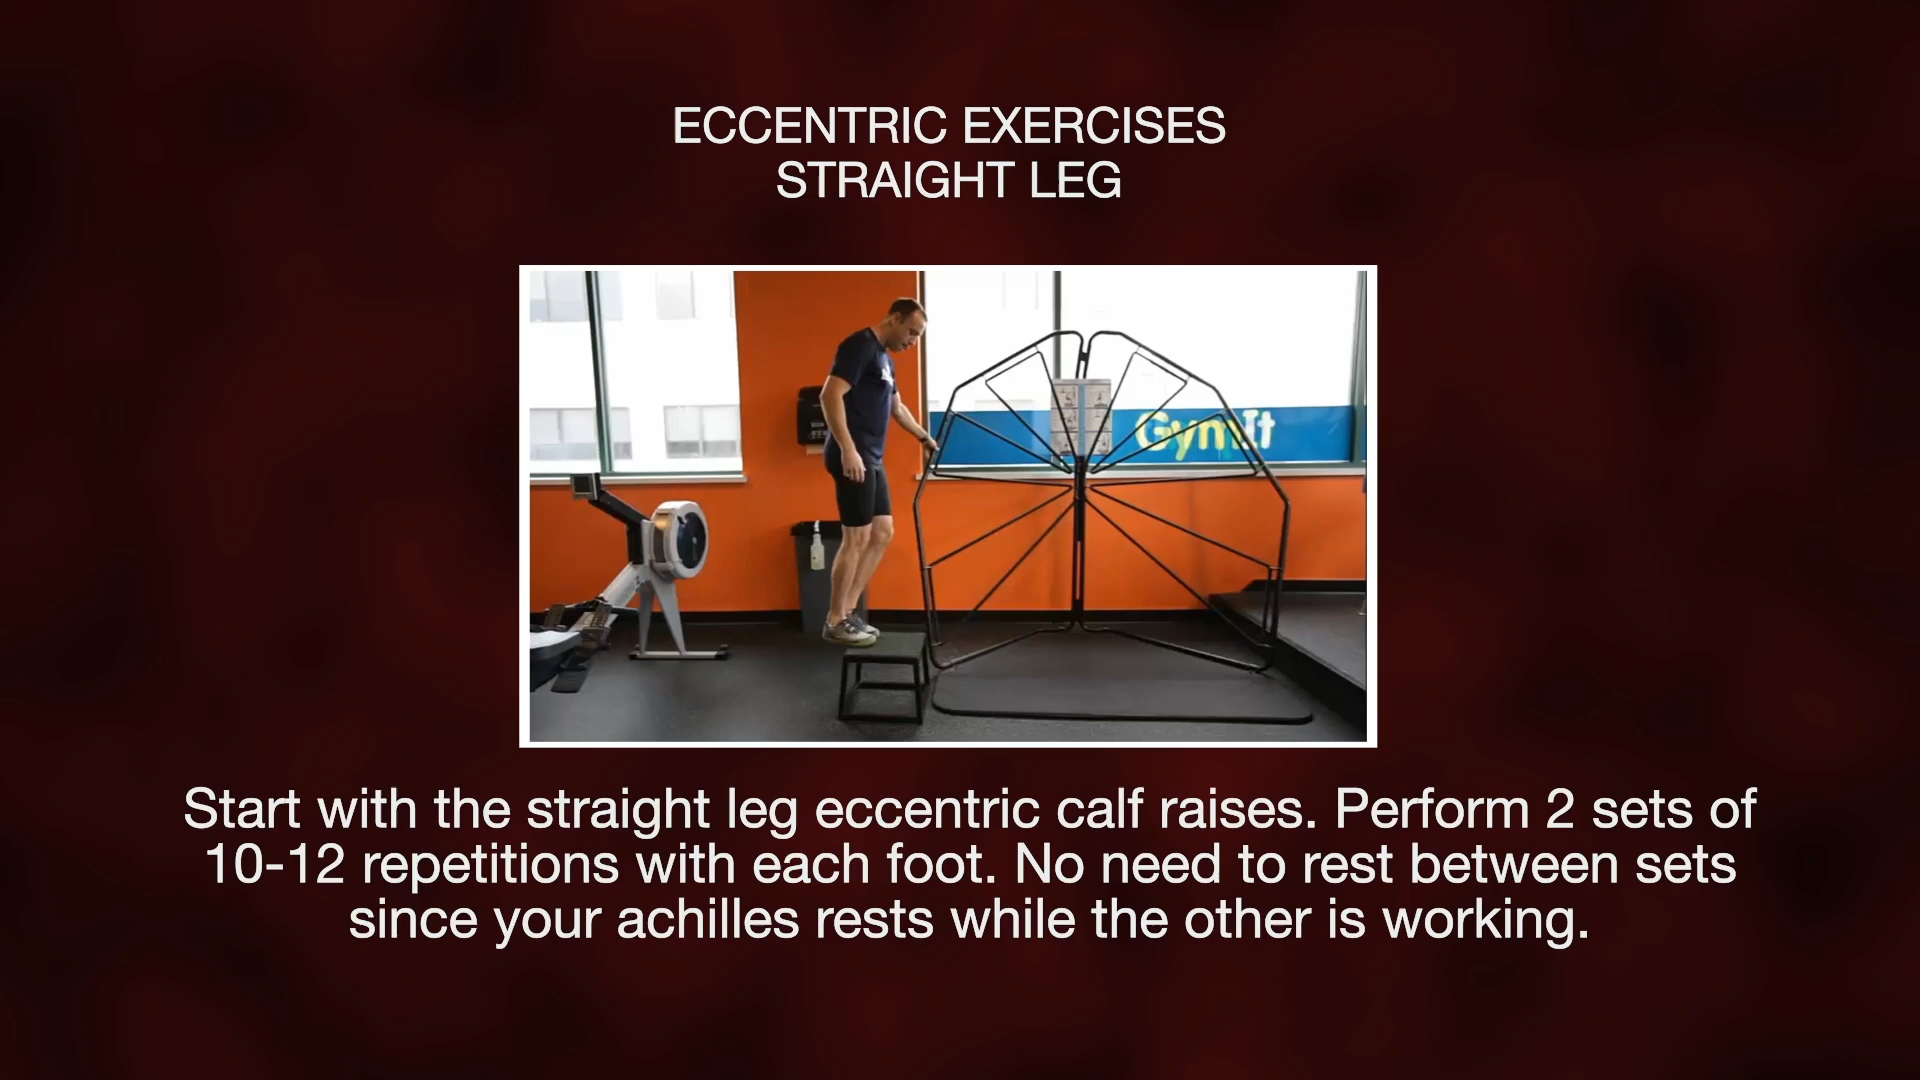 ECCENTRIC EXERCISES
STRAIGHT LEG
GymIt
Start with the straight leg eccentric calf raises. Perform 2 sets of
10-12 repetitions with each foot. No need to rest between sets
since your achilles rests while the other is working.